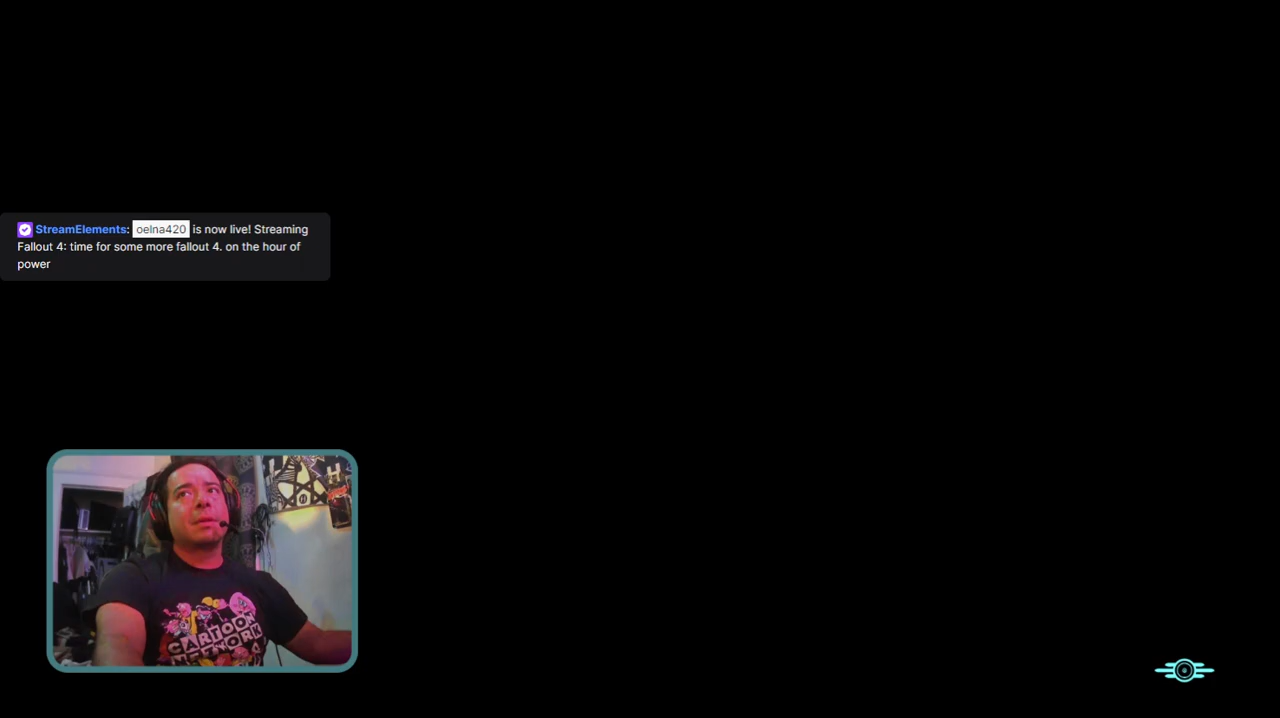 StreamElements: oelna420 is now live! Streaming
Fallout 4: time for some more fallout 4. on the hour of
power
CARTOON
NETWORK